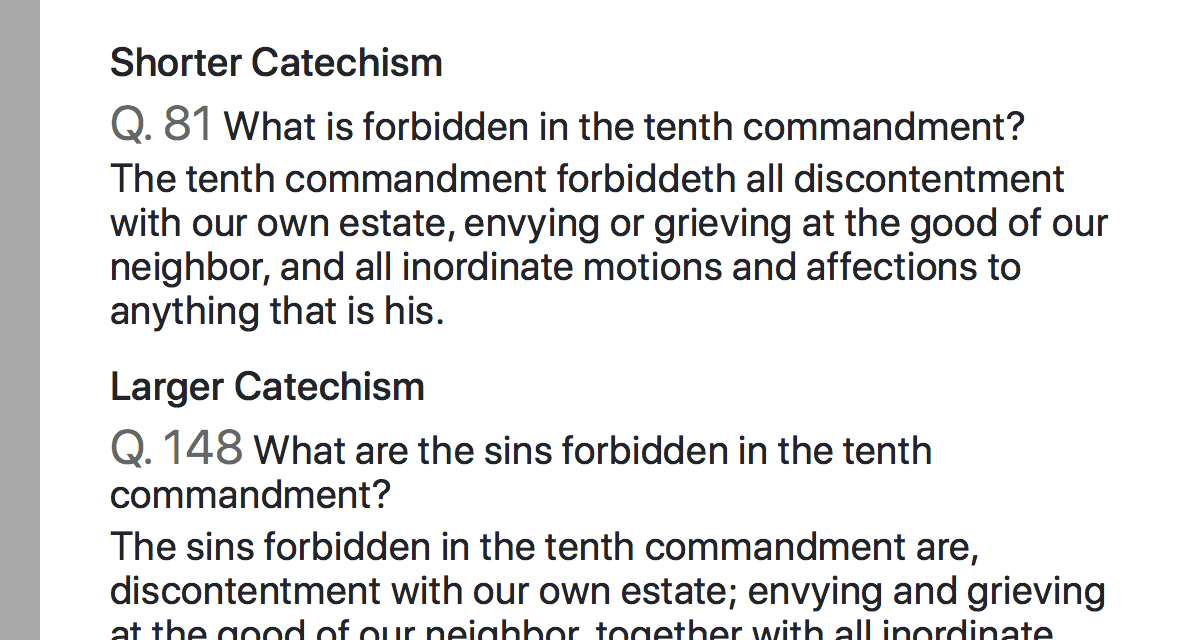 Shorter Catechism
Q. 81 What is forbidden in the tenth commandment?
The tenth commandment forbiddeth all discontentment
with our own estate, envying or grieving at the good of our
neighbor, and all inordinate motions and affections to
anything that is his.
Larger Catechism
Q. 148 What are the sins forbidden in the tenth
commandment?
The sins forbidden in the tenth commandment are,
discontentment with our own estate; envying and grieving
at the good of our neighbor, together with all inordinate